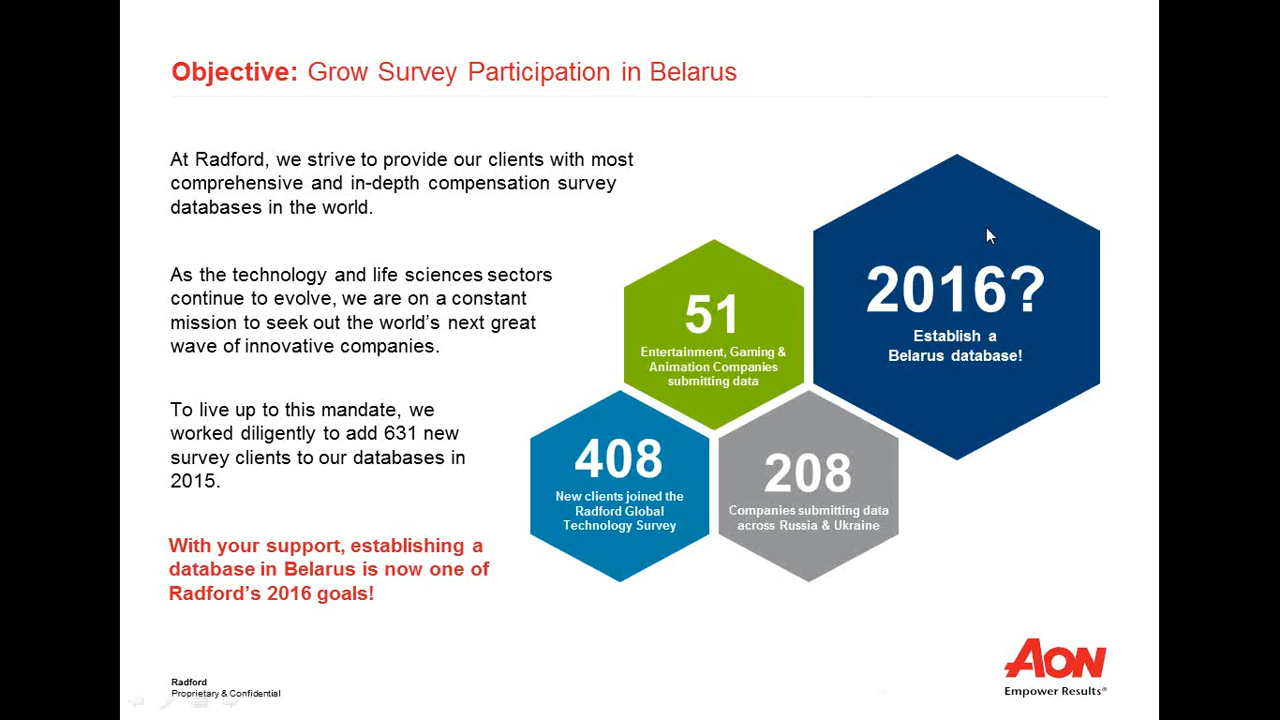 Objective: Grow Survey Participation in Belarus
At Radford, we strive to provide our clients with most
comprehensive and in-depth compensation survey
databases in the world.
As the technology and life sciences sectors
continue to evolve, we are on a constant
mission to seek out the world's next great
wave of innovative companies.
To live up to this mandate, we
worked diligently to add 631 new
survey clients to our databases in
2015.
With your support, establishing a
database in Belarus is now one of
Radford's 2016 goals!
2016?
Establish a
Belarus database!
51
Entertainment, Gaming &
Animation Companies
submitting data
408
New clients joined the
Radford Global
Technology Survey
208
Companies submitting data
across Russia & Ukraine
Radford
Proprietary & Confidential
AON
Empower Results®